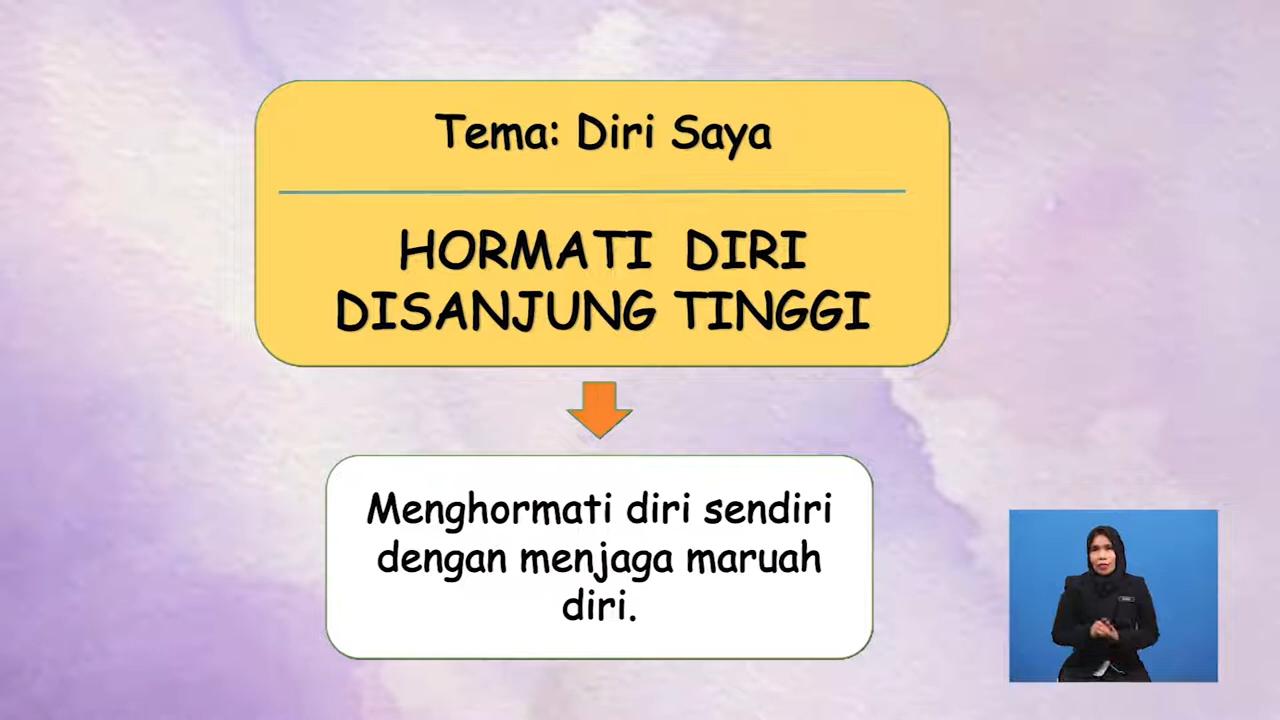 Tema: Diri Saya
HORMATI DIRI
DISANJUNG TINGGI
Menghormati diri sendiri
dengan menjaga maruah
diri.